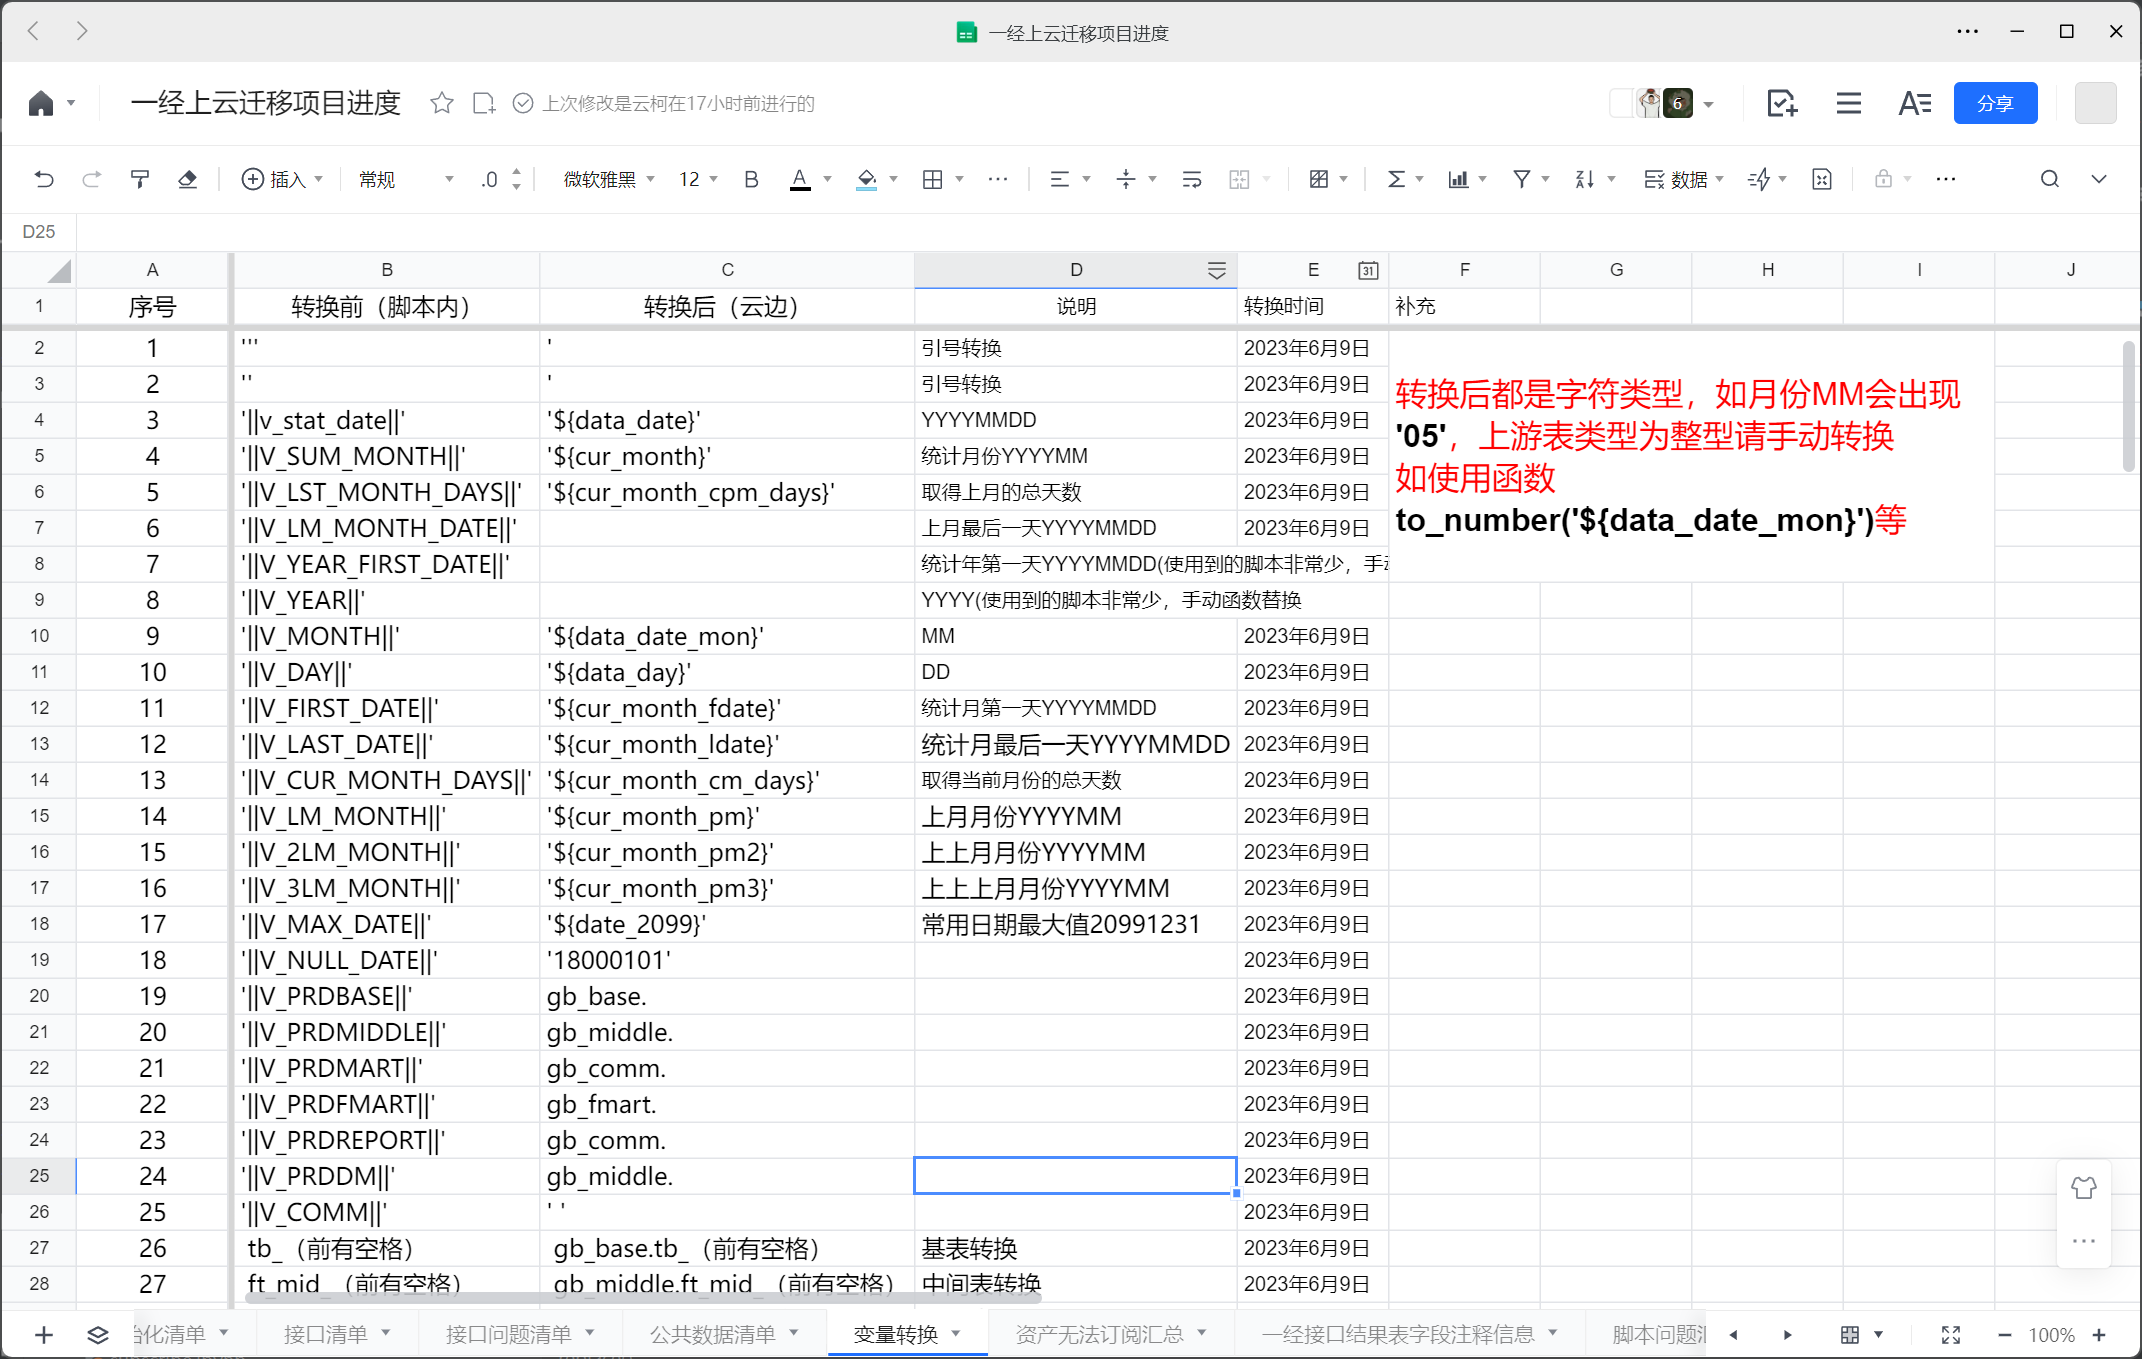 一经上云迁移项目进度
一经上云迁移项目进度 上次修改是云柯在17小时前进行的 6 分享
插入 常规 .0 微软雅黑 12 B A 数据
D25
A B C D E 31 F G H I J
1 序号 转换前（脚本内） 转换后（云边） 说明 转换时间 补充
2 1 ''' ' 引号转换 2023年6月9日
3 2 '' ' 引号转换 2023年6月9日
4 3 '||v_stat_date||' '${data_date}' YYYYMMDD 2023年6月9日
5 4 '||V_SUM_MONTH||' '${cur_month}' 统计月份YYYYMM 2023年6月9日
6 5 '||V_LST_MONTH_DAYS||' '${cur_month_cpm_days}' 取得上月的总天数 2023年6月9日
7 6 '||V_LM_MONTH_DATE||' 上月最后一天YYYYMMDD 2023年6月9日
8 7 '||V_YEAR_FIRST_DATE||' 统计年第一天YYYYMMDD(使用到的脚本非常少，手
转换后都是字符类型，如月份MM会出现
'05'，上游表类型为整型请手动转换
如使用函数
to_number('${data_date_mon}')等
9 8 '||V_YEAR||' YYYY(使用到的脚本非常少，手动函数替换
10 9 '||V_MONTH||' '${data_date_mon}' MM 2023年6月9日
11 10 '||V_DAY||' '${data_day}' DD 2023年6月9日
12 11 '||V_FIRST_DATE||' '${cur_month_fdate}' 统计月第一天YYYYMMDD 2023年6月9日
13 12 '||V_LAST_DATE||' '${cur_month_ldate}' 统计月最后一天YYYYMMDD 2023年6月9日
14 13 '||V_CUR_MONTH_DAYS||' '${cur_month_cm_days}' 取得当前月份的总天数 2023年6月9日
15 14 '||V_LM_MONTH||' '${cur_month_pm}' 上月月份YYYYMM 2023年6月9日
16 15 '||V_2LM_MONTH||' '${cur_month_pm2}' 上上月月份YYYYMM 2023年6月9日
17 16 '||V_3LM_MONTH||' '${cur_month_pm3}' 上上上月月份YYYYMM 2023年6月9日
18 17 '||V_MAX_DATE||' '${date_2099}' 常用日期最大值20991231 2023年6月9日
19 18 '||V_NULL_DATE||' '18000101' 2023年6月9日
20 19 '||V_PRDBASE||' gb_base. 2023年6月9日
21 20 '||V_PRDMIDDLE||' gb_middle. 2023年6月9日
22 21 '||V_PRDMART||' gb_comm. 2023年6月9日
23 22 '||V_PRDFMART||' gb_fmart. 2023年6月9日
24 23 '||V_PRDREPORT||' gb_comm. 2023年6月9日
25 24 '||V_PRDDM||' gb_middle. 2023年6月9日
26 25 '||V_COMM||' ' ' 2023年6月9日
27 26 tb_（前有空格） gb_base.tb_（前有空格） 基表转换 2023年6月9日
28 27 ft_mid_（前有空格） gb_middle.ft_mid_（前有空格） 中间表转换 2023年6月9日
化清单 接口清单 接口问题清单 公共数据清单 变量转换 资产无法订阅汇总 一经接口结果表字段注释信息 脚本问题 100%